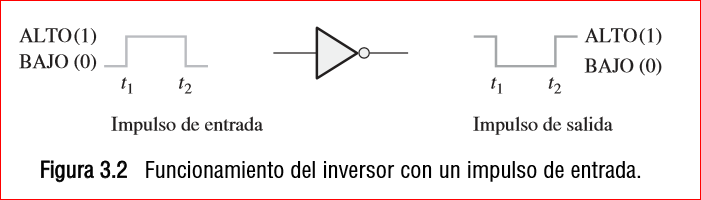 ALTO (1)
BAJO (0)
t1 t2
Impulso de entrada
ALTO (1)
BAJO (0)
t1 t2
Impulso de salida
Figura 3.2 Funcionamiento del inversor con un impulso de entrada.